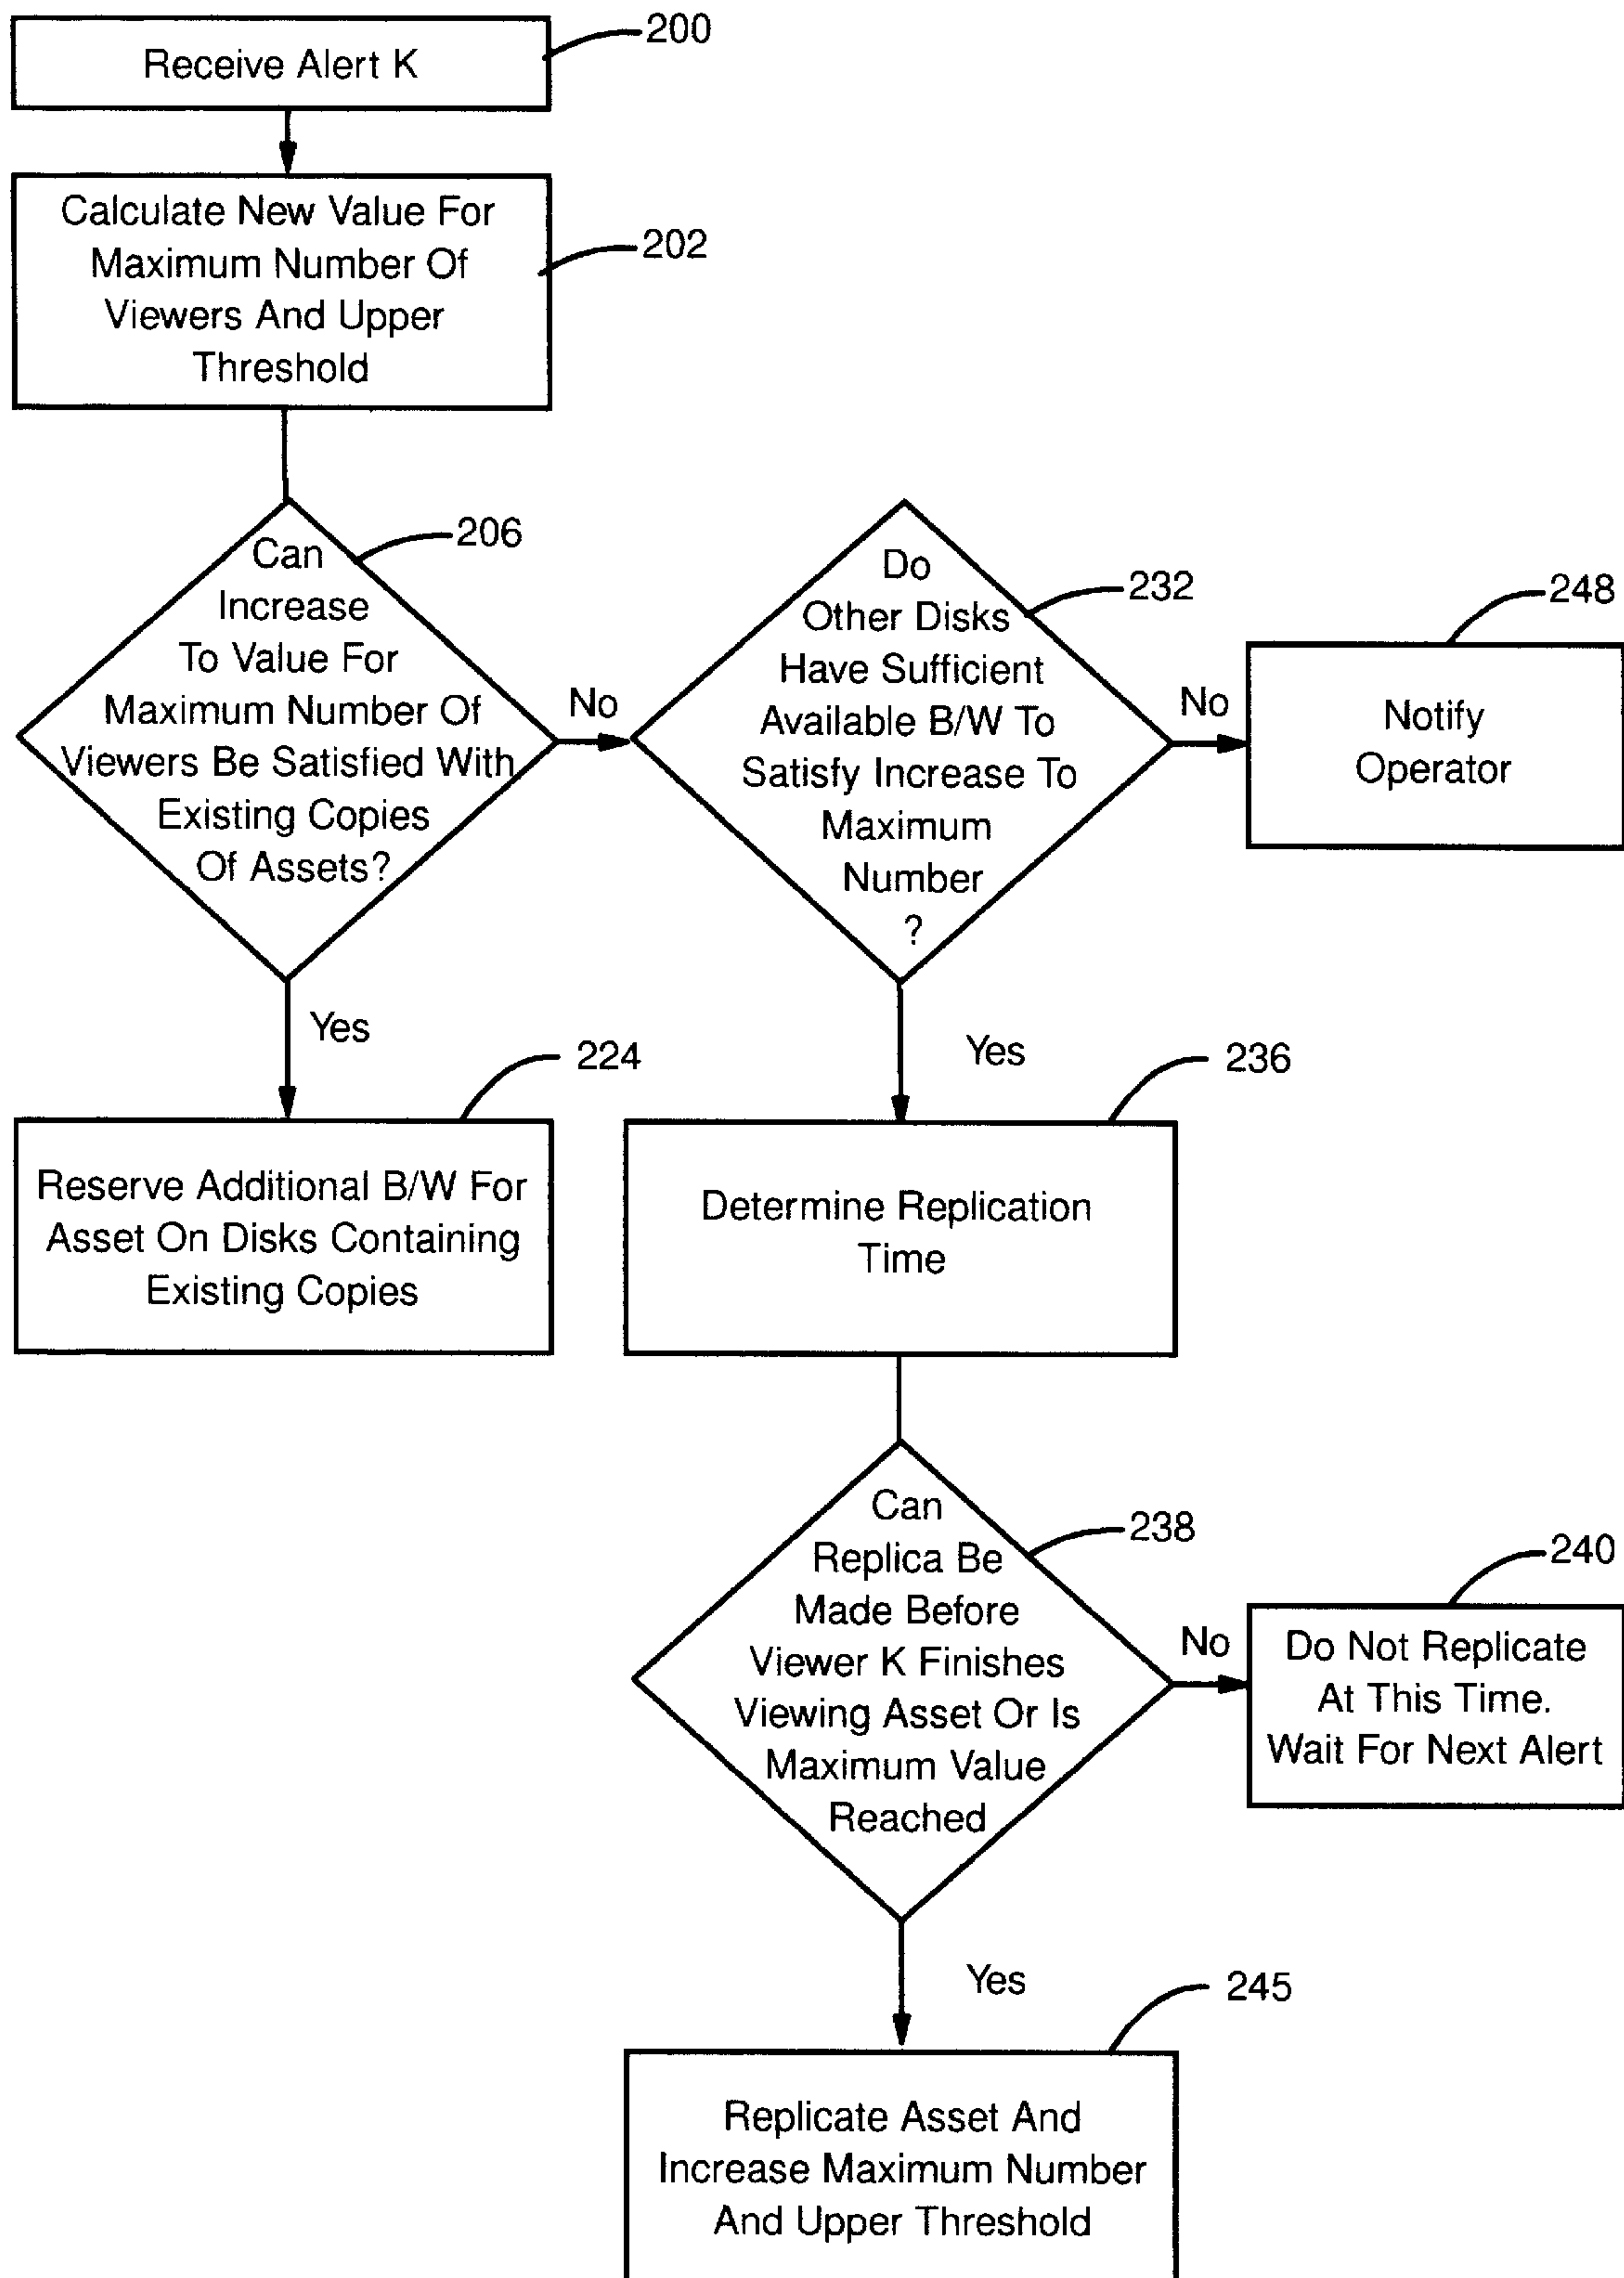 Receive Alert K
200
Calculate New Value For
Maximum Number Of
Viewers And Upper
Threshold
202
Can
Increase
To Value For
Maximum Number Of
Viewers Be Satisfied With
Existing Copies
Of Assets?
206
No
Do
Other Disks
Have Sufficient
Available B/W To
Satisfy Increase To
Maximum
Number
?
232
No
248
Notify
Operator
Yes
224
Reserve Additional B/W For
Asset On Disks Containing
Existing Copies
Yes
236
Determine Replication
Time
Can
Replica Be
Made Before
Viewer K Finishes
Viewing Asset Or Is
Maximum Value
Reached
238
No
240
Do Not Replicate
At This Time.
Wait For Next Alert
Yes
245
Replicate Asset And
Increase Maximum Number
And Upper Threshold